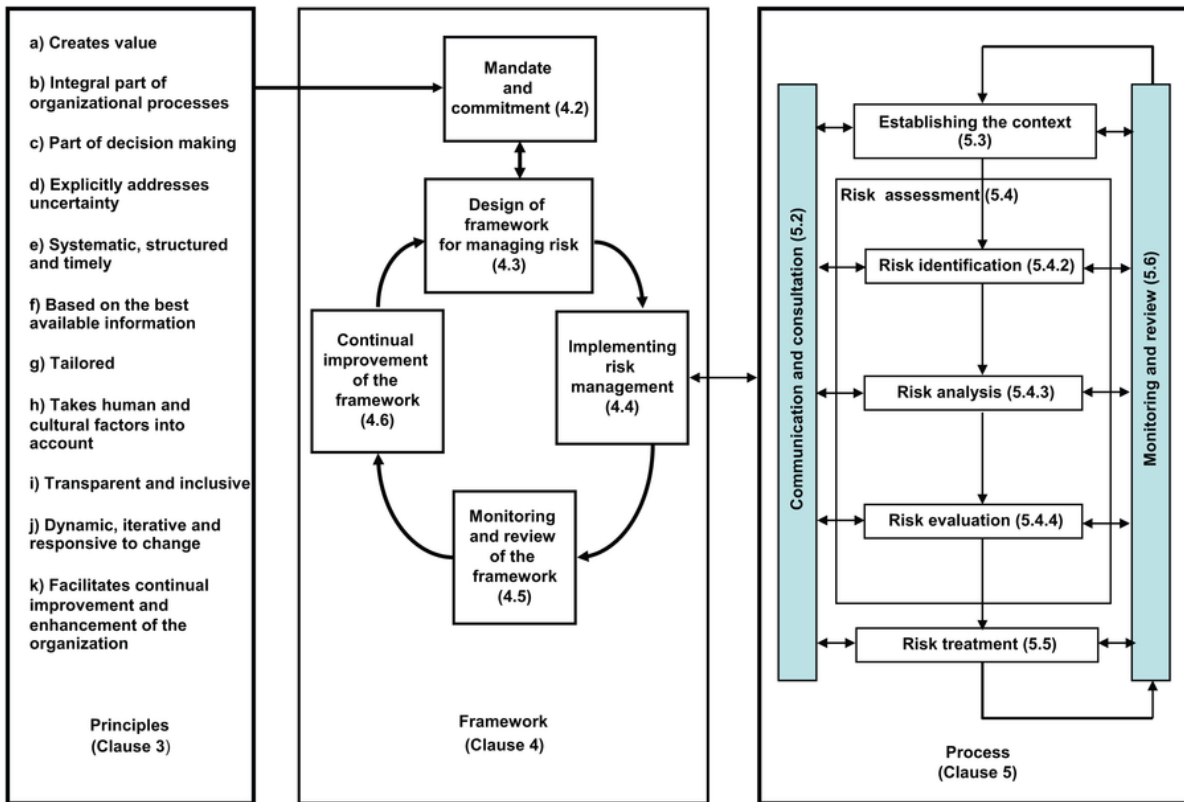 a) Creates value
b) Integral part of
organizational processes
c) Part of decision making
d) Explicitly addresses
uncertainty
e) Systematic, structured
and timely
f) Based on the best
available information
g) Tailored
h) Takes human and
cultural factors into
account
i) Transparent and inclusive
j) Dynamic, iterative and
responsive to change
k) Facilitates continual
improvement and
enhancement of the
organization
Principles
(Clause 3)
Mandate
and
commitment (4.2)
Design of
framework
for managing risk
(4.3)
Continual
improvement
of the
framework
(4.6)
Implementing
risk
management
(4.4)
Monitoring
and review
of the
framework
(4.5)
Framework
(Clause 4)
Communication and consultation (5.2)
Establishing the context
(5.3)
Risk assessment (5.4)
Risk identification (5.4.2)
Risk analysis (5.4.3)
Risk evaluation (5.4.4)
Risk treatment (5.5)
Monitoring and review (5.6)
Process
(Clause 5)